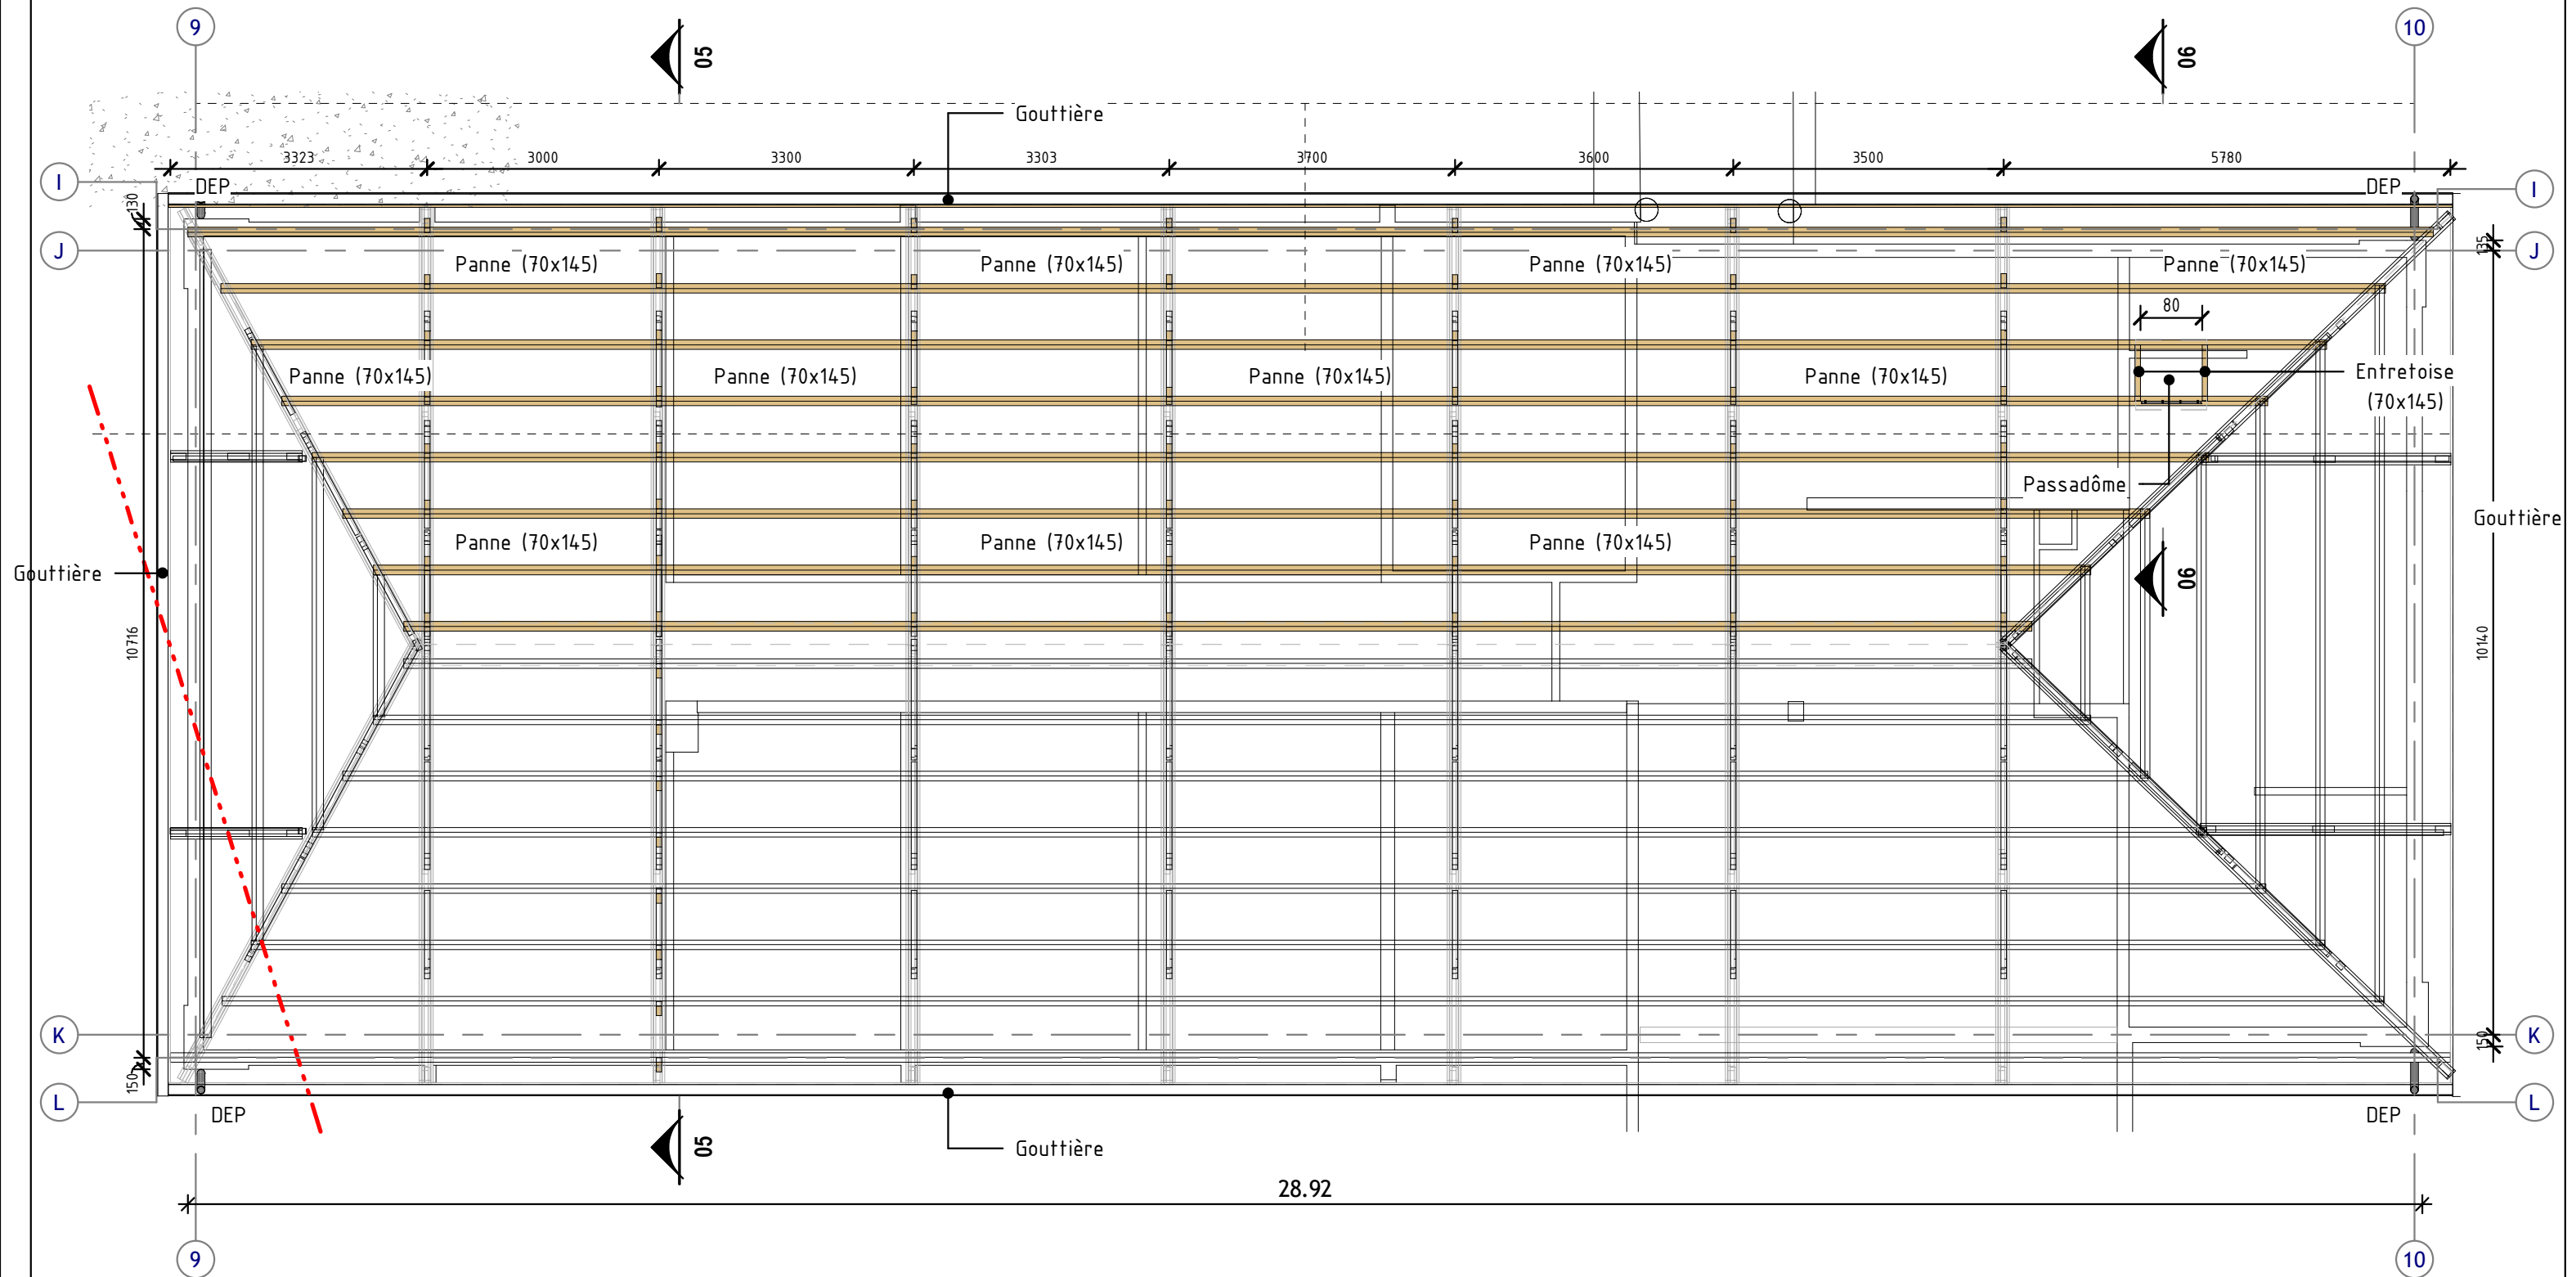 9
10
05
06
Gouttière
3323
3000
3300
3303
3700
3600
3500
5780
I
DEP
DEP
I
130
135
J
J
Panne (70x145)
Panne (70x145)
Panne (70x145)
Panne (70x145)
80
Panne (70x145)
Panne (70x145)
Panne (70x145)
Panne (70x145)
Entretoise
(70x145)
Passadôme
Gouttière
Panne (70x145)
Panne (70x145)
Panne (70x145)
Gouttière
06
10716
10140
K
K
150
150
L
DEP
DEP
L
05
Gouttière
28.92
9
10